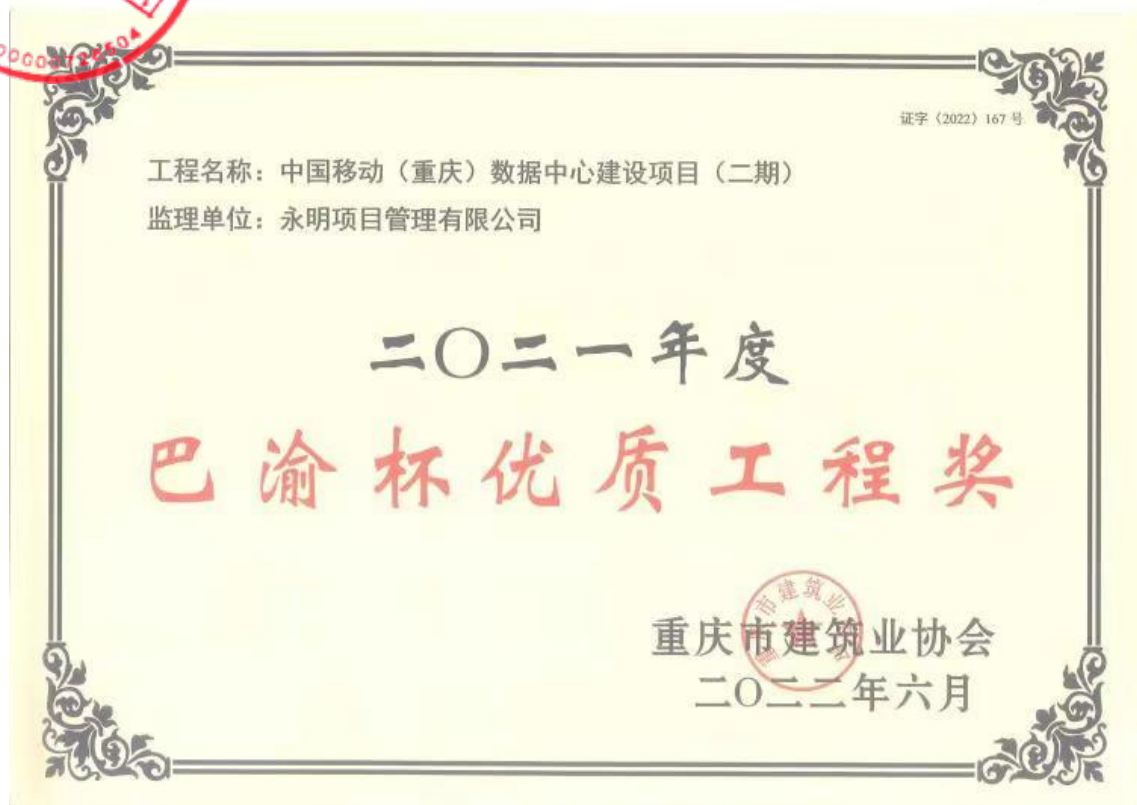 证字（2022）167 号
工程名称：中国移动（重庆）数据中心建设项目（二期）
监理单位：永明项目管理有限公司
二〇二一年度
巴渝杯优质工程奖
重庆市建筑业协会
二〇二二年六月